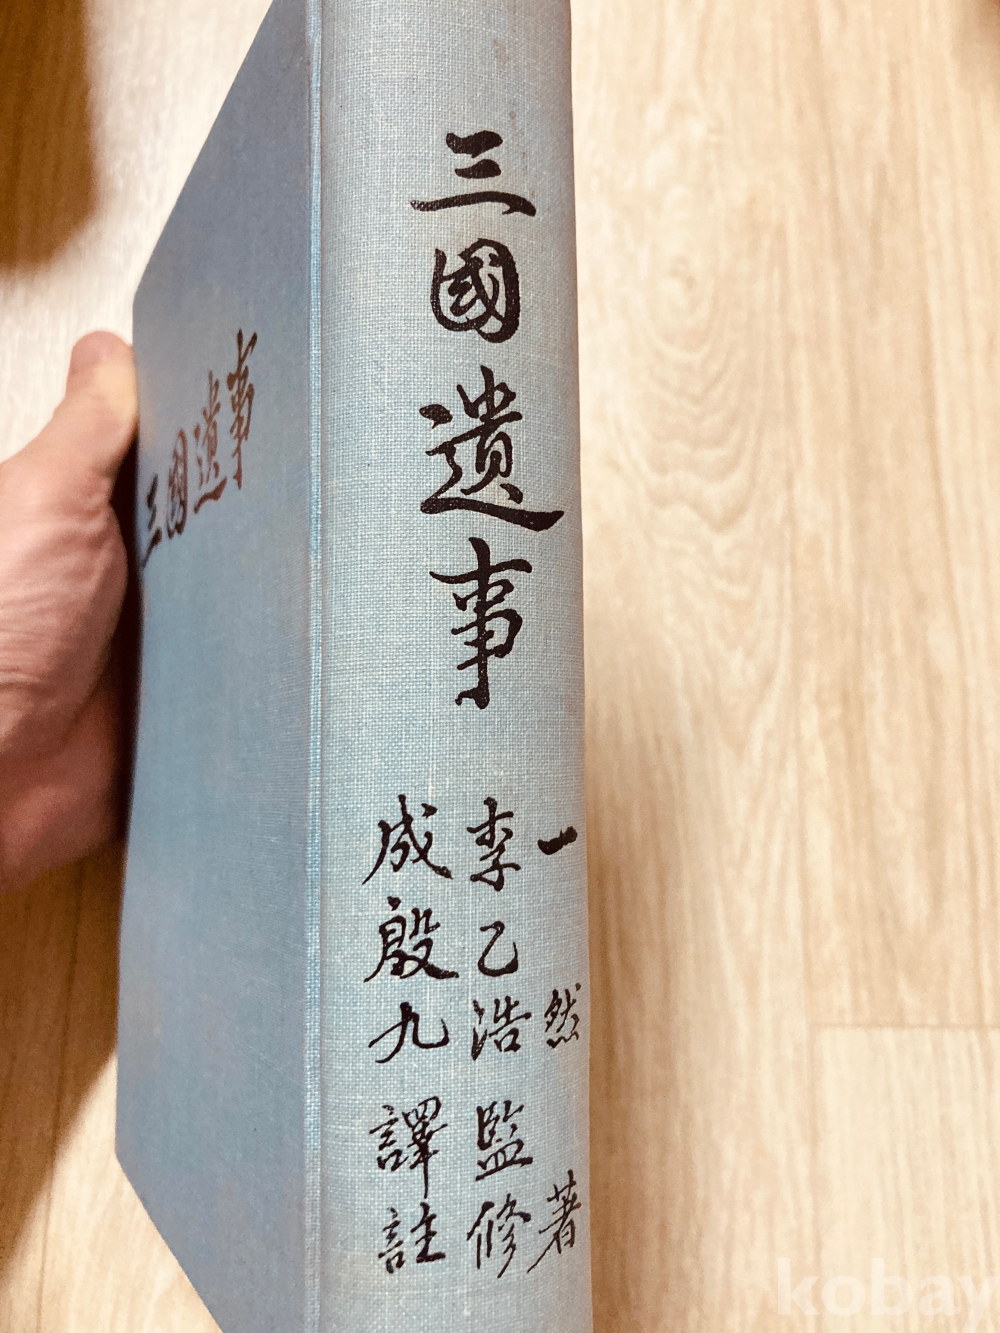 三國遺事
一然 著
李乙浩 監修
成殷九 譯註
三國遺事
kobay